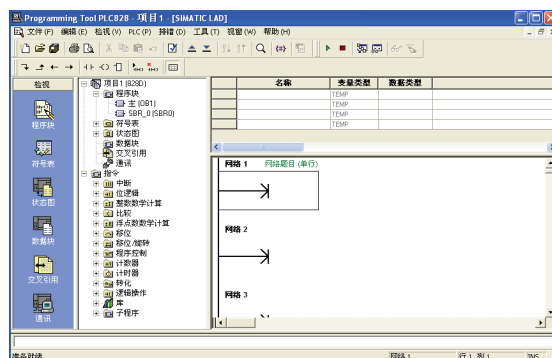 Programming Tool PLC828 - 项目1 - [SIMATIC LAD]
文件(F) 编辑(E) 检视(V) PLC(P) 排错(D) 工具(T) 视窗(W) 帮助(H)
检视
程序块
符号表
状态图
数据块
交叉引用
通讯
项目1 (828D)
程序块
主 (OB1)
SBR_0 (SBR0)
符号表
状态图
数据块
交叉引用
通讯
指令
中断
位逻辑
整数数学计算
比较
浮点数数学计算
移位
移位/旋转
程序控制
计数器
计时器
转化
逻辑操作
库
子程序
名称 变量类型 数据类型
TEMP
TEMP
TEMP
TEMP
网络 1 网络题目 (单行)
网络 2
网络 3
准备就绪 网络 1 行 1, 列 1 INS